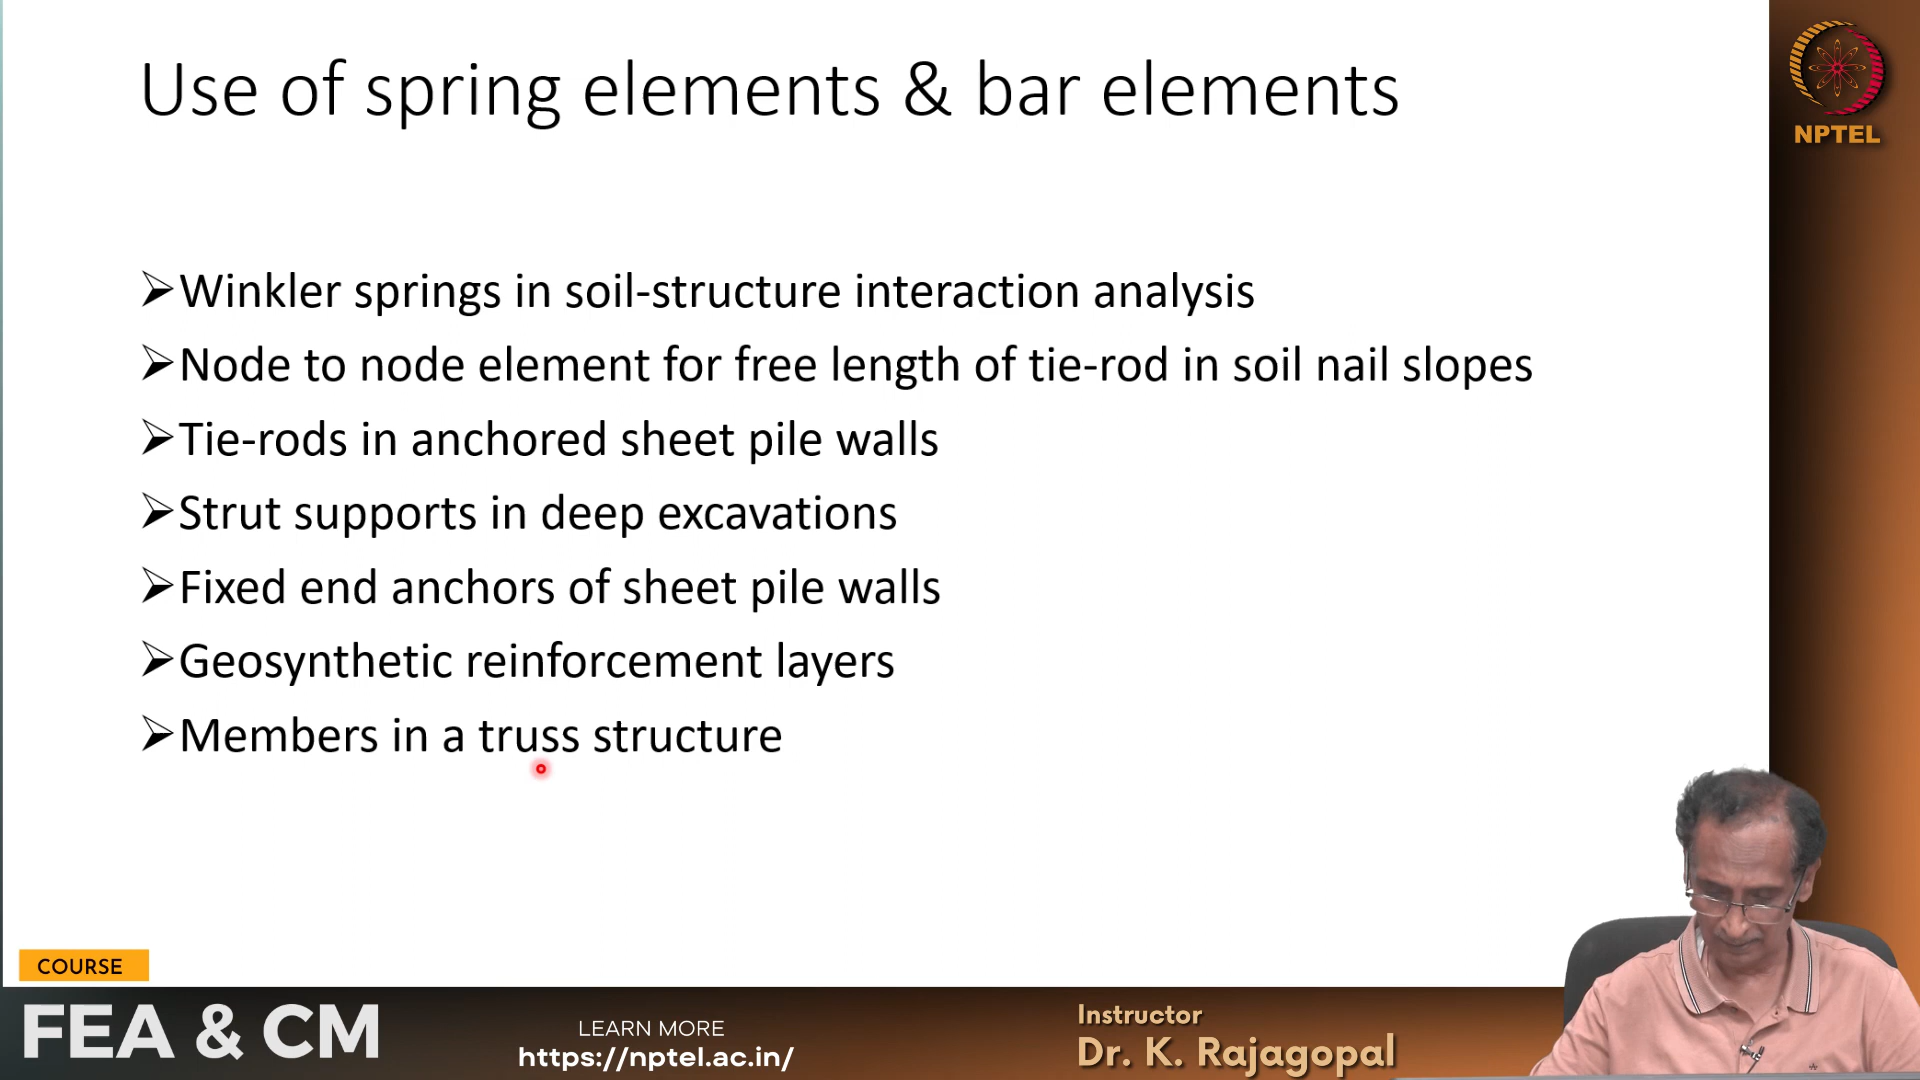 Use of spring elements & bar elements
NPTEL
➢Winkler springs in soil-structure interaction analysis
➢Node to node element for free length of tie-rod in soil nail slopes
➢Tie-rods in anchored sheet pile walls
➢Strut supports in deep excavations
➢Fixed end anchors of sheet pile walls
➢Geosynthetic reinforcement layers
➢Members in a truss structure
COURSE
FEA & CM
LEARN MORE
https://nptel.ac.in/
Instructor
Dr. K. Rajagopal